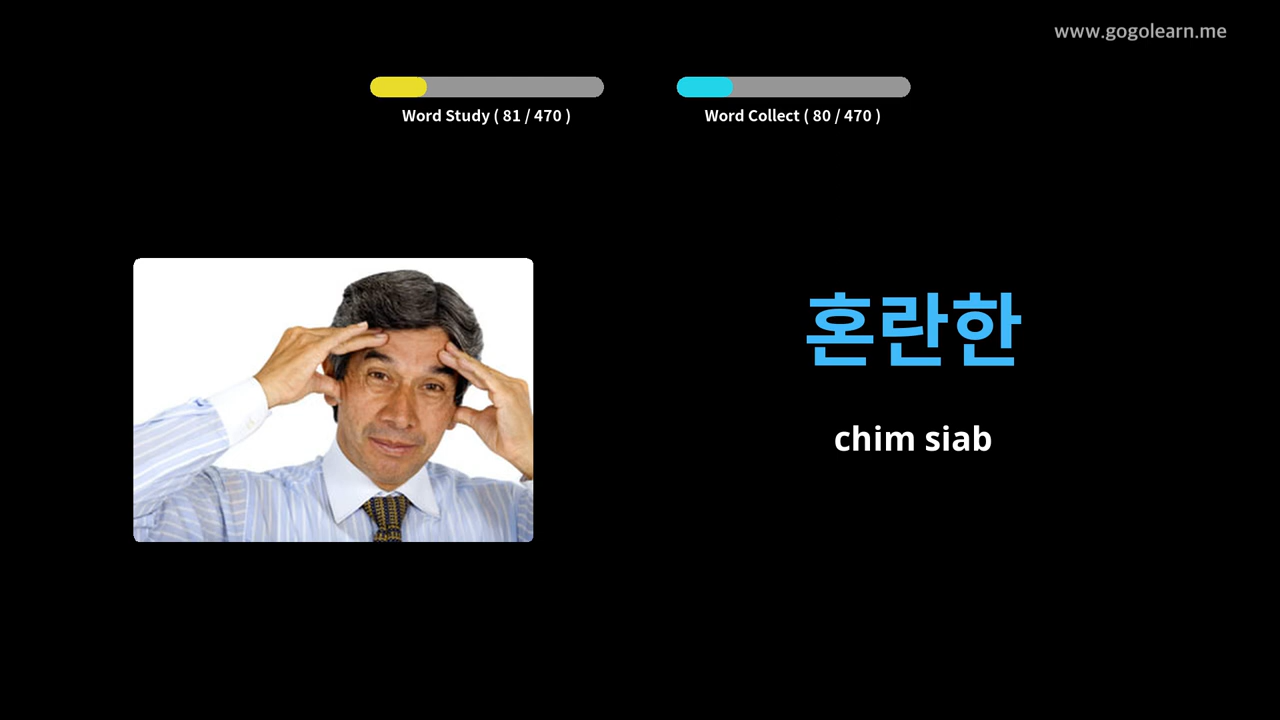 www.gogolearn.me
Word Study ( 81 / 470 )
Word Collect ( 80 / 470 )
혼란한
chim siab